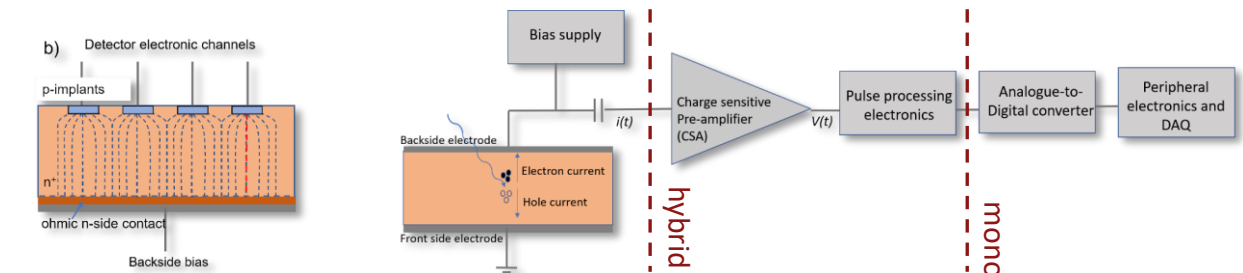 b)
Detector electronic channels
p-implants
n+
ohmic n-side contact
Backside bias
Bias supply
Backside electrode
Electron current
Hole current
Front side electrode
i(t)
hybrid
Charge sensitive
Pre-amplifier
(CSA)
V(t)
Pulse processing
electronics
Analogue-to-
Digital converter
Peripheral
electronics and
DAQ